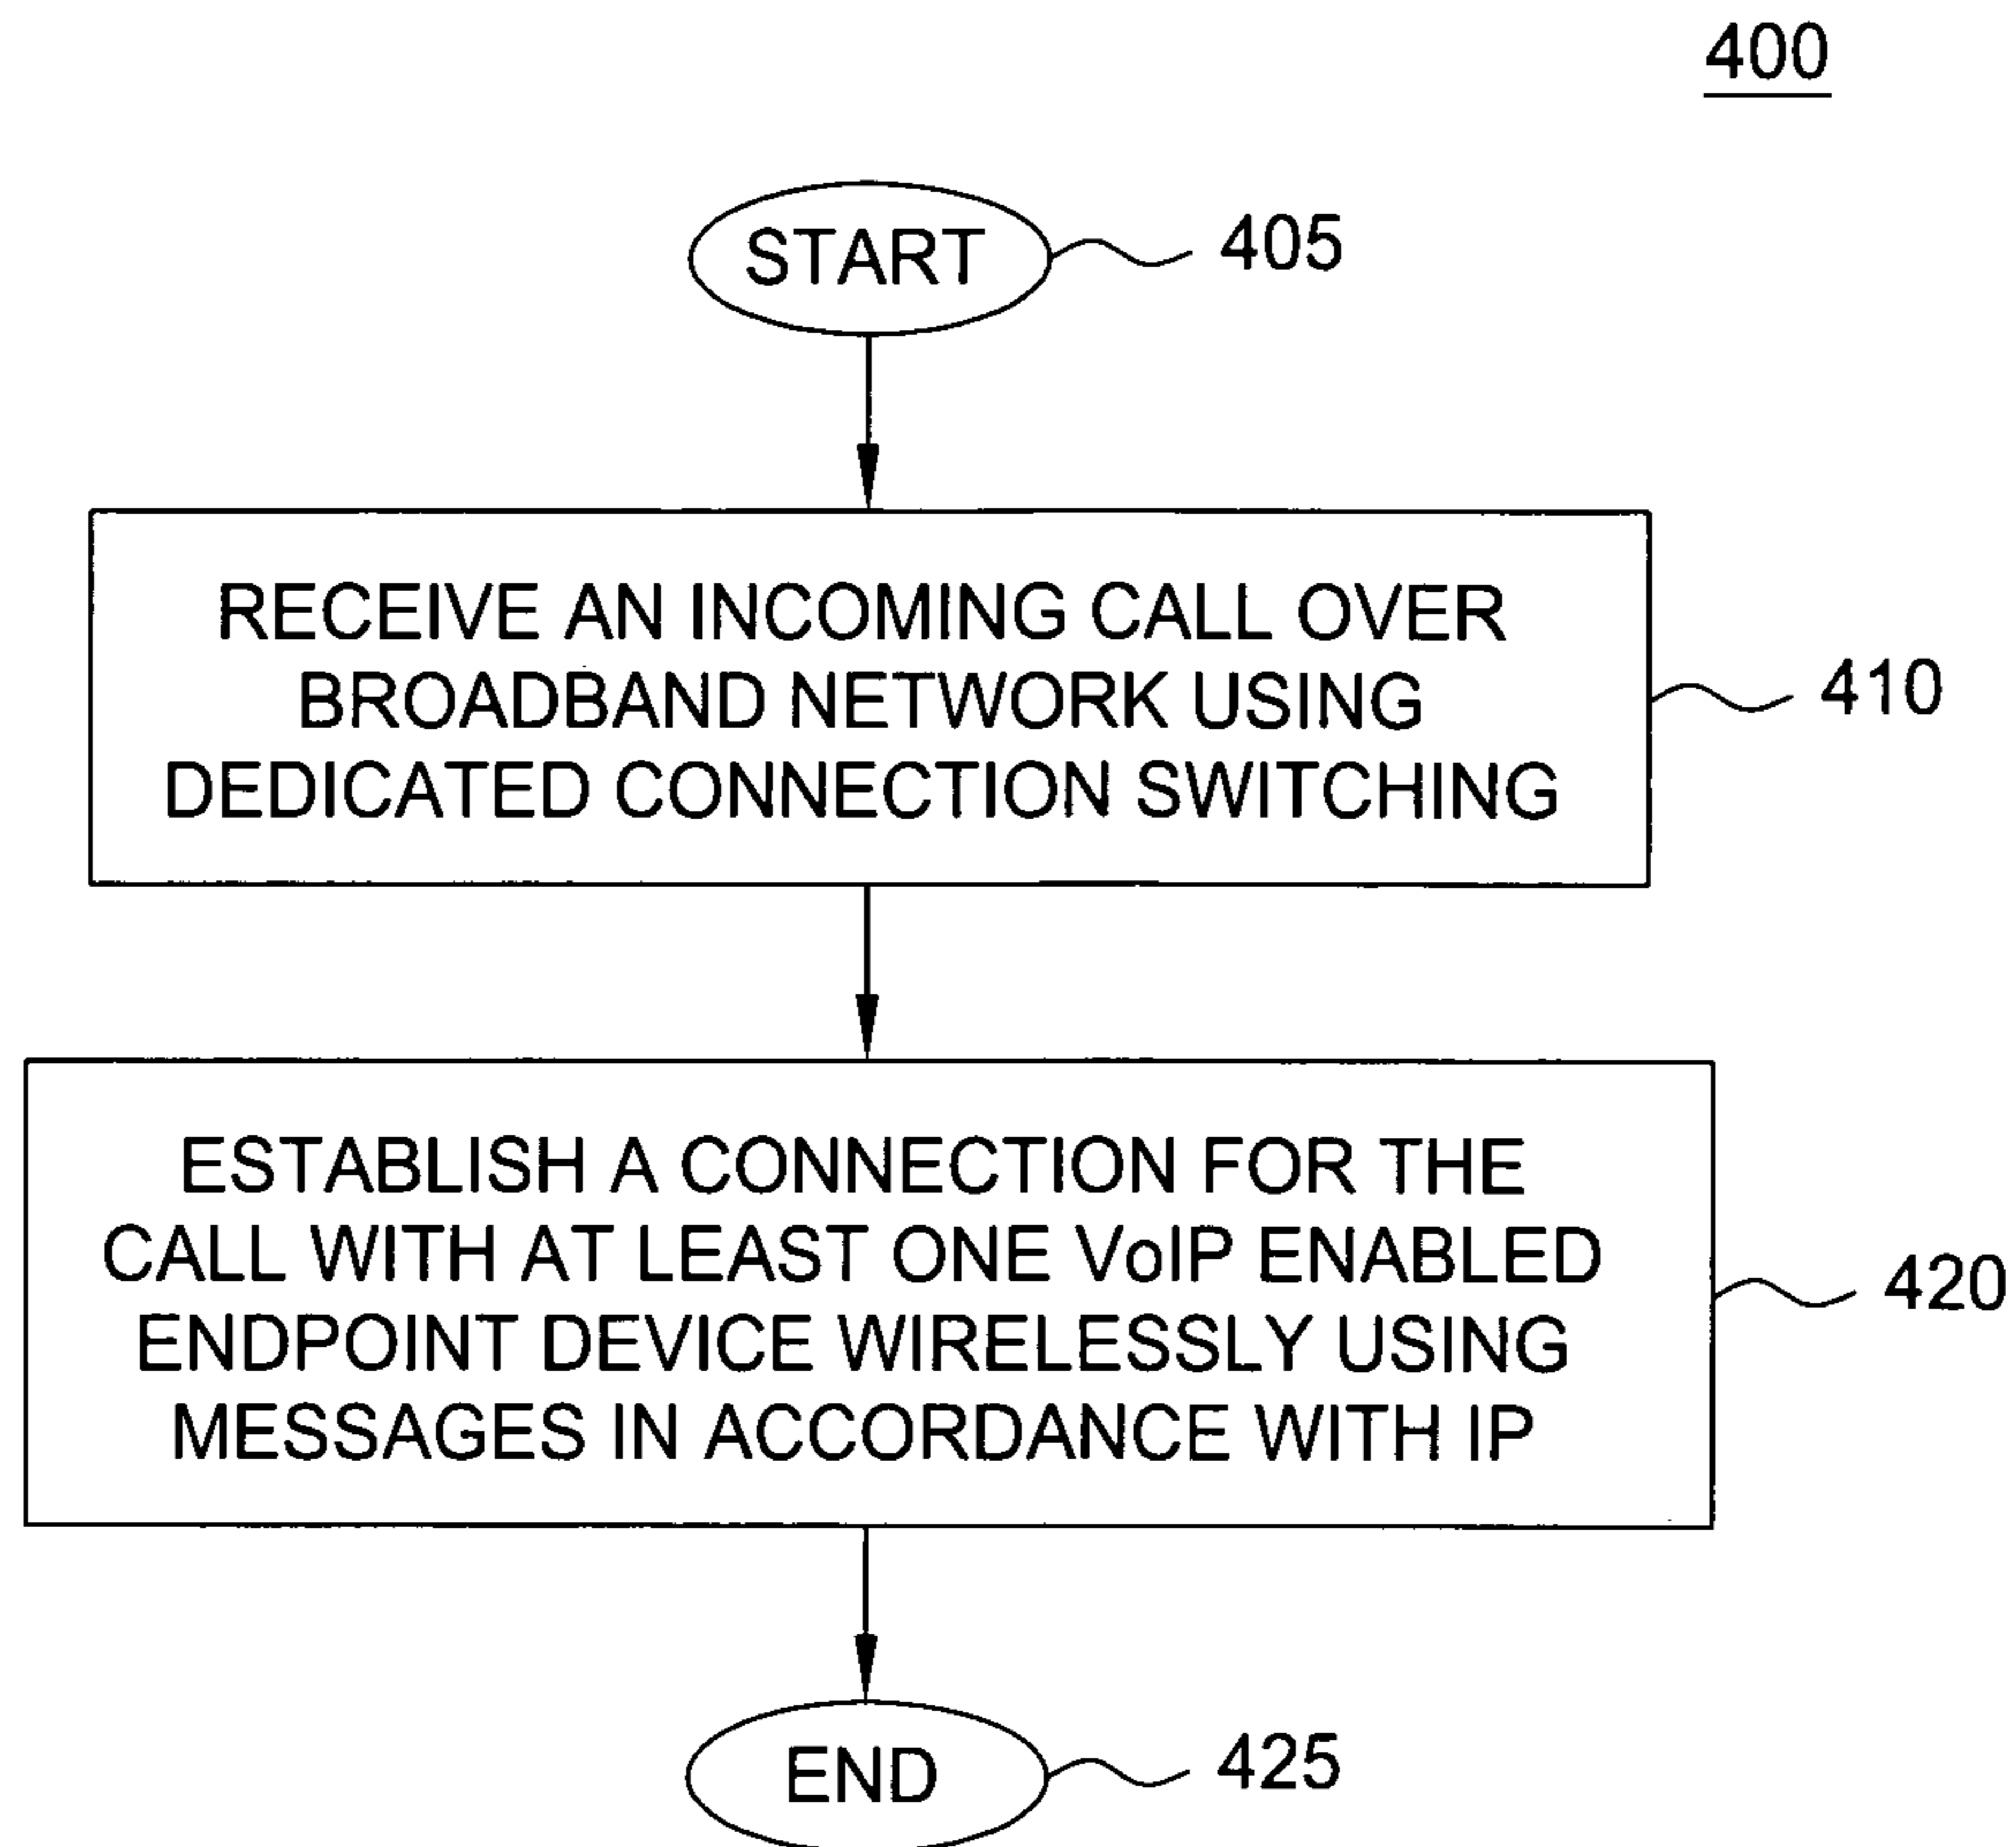 400
START
405
RECEIVE AN INCOMING CALL OVER
BROADBAND NETWORK USING
DEDICATED CONNECTION SWITCHING
410
ESTABLISH A CONNECTION FOR THE
CALL WITH AT LEAST ONE VoIP ENABLED
ENDPOINT DEVICE WIRELESSLY USING
MESSAGES IN ACCORDANCE WITH IP
420
END
425